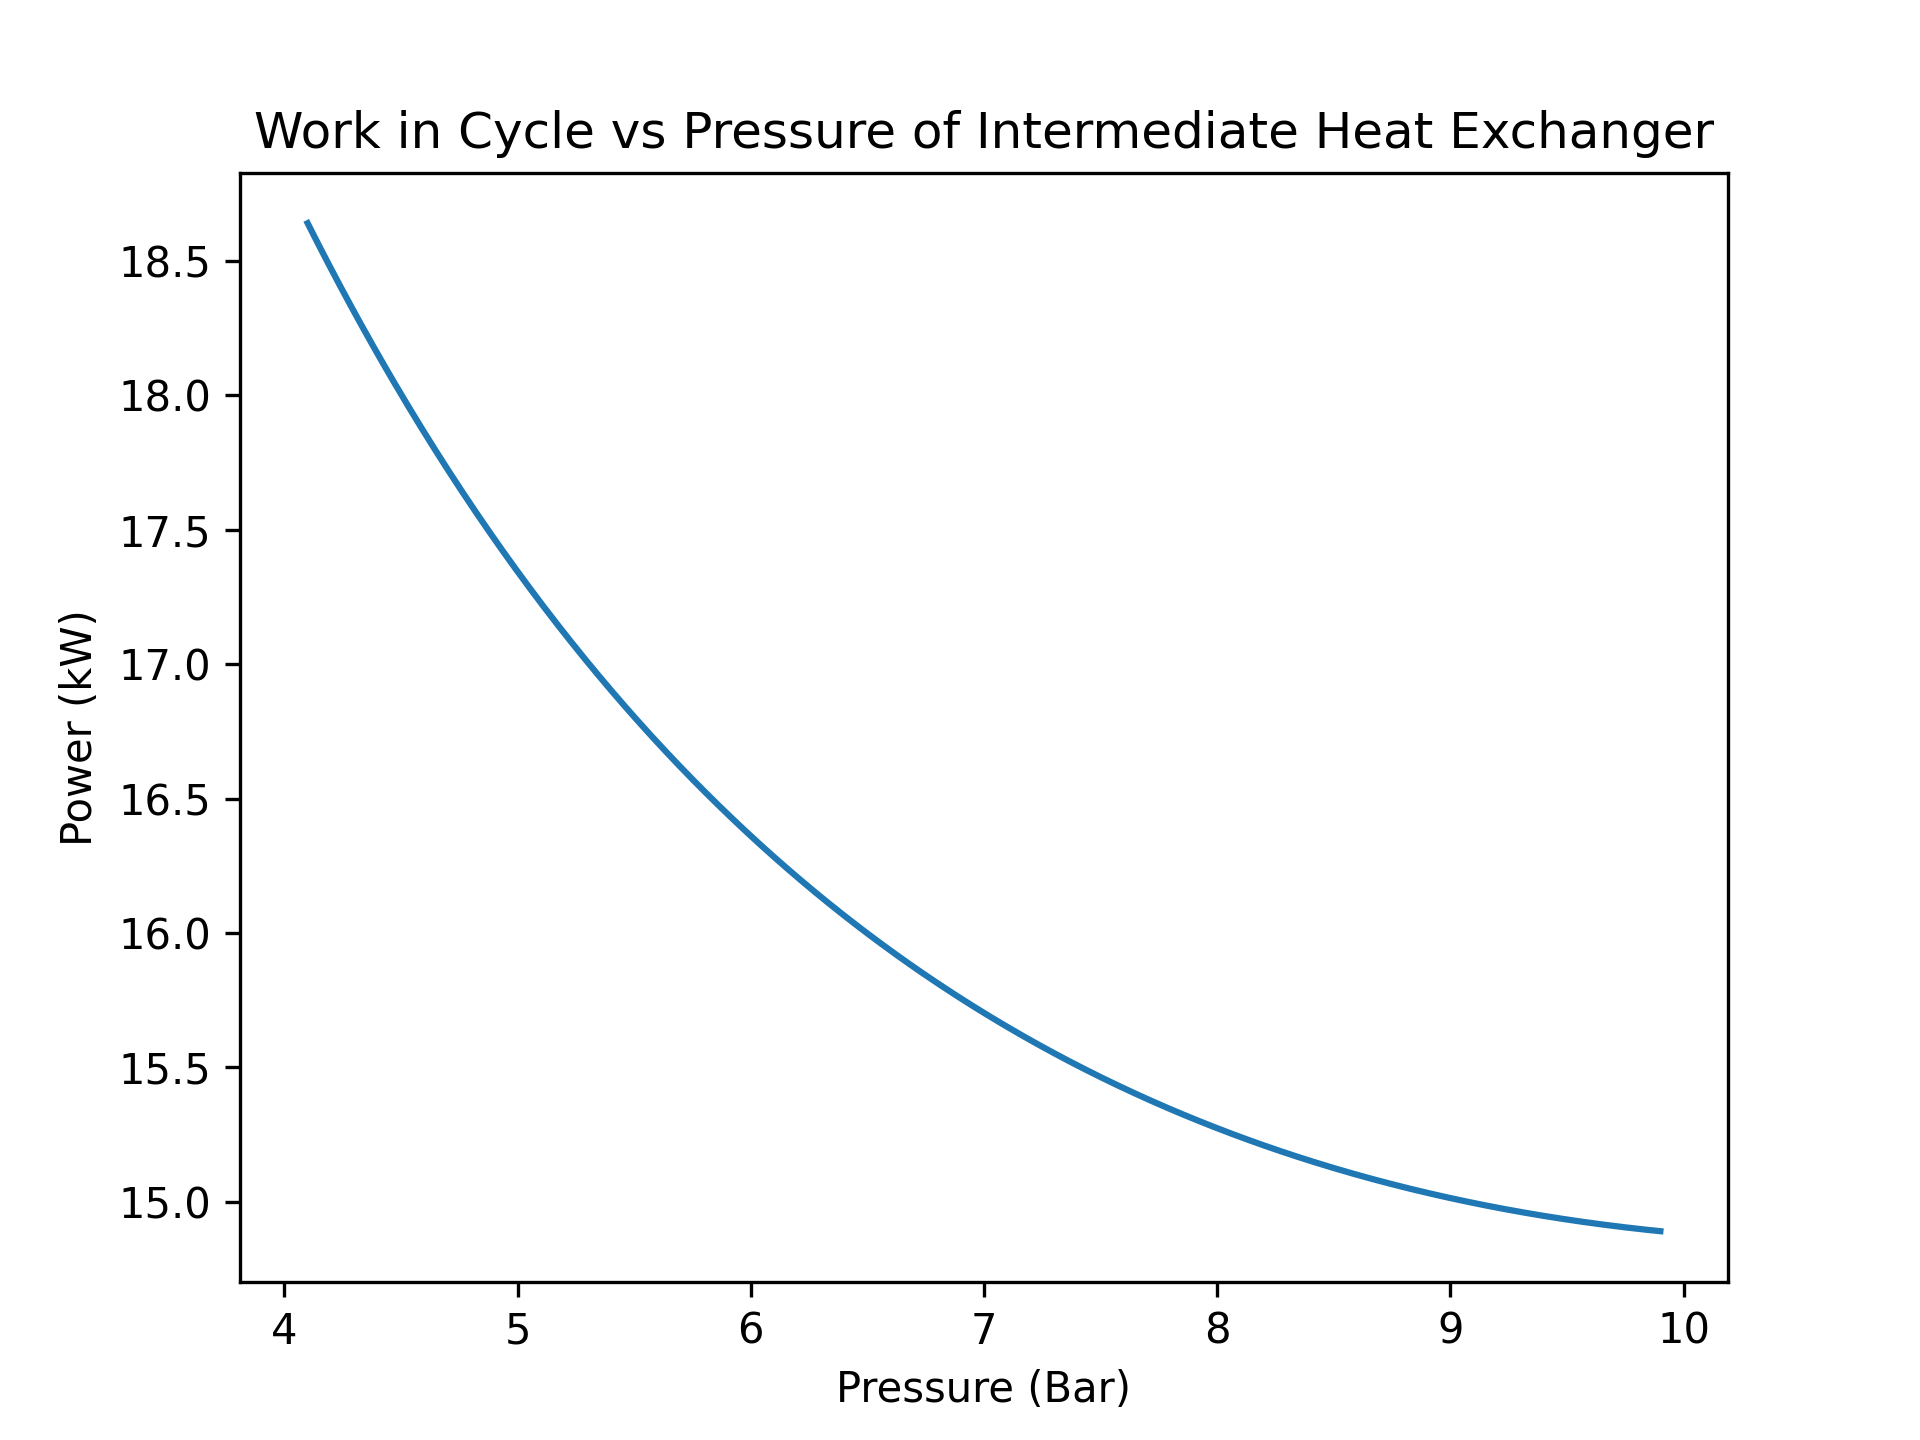 Work in Cycle vs Pressure of Intermediate Heat Exchanger
18.5
18.0
17.5
17.0
16.5
16.0
15.5
15.0
Power (kW)
4 5 6 7 8 9 10
Pressure (Bar)